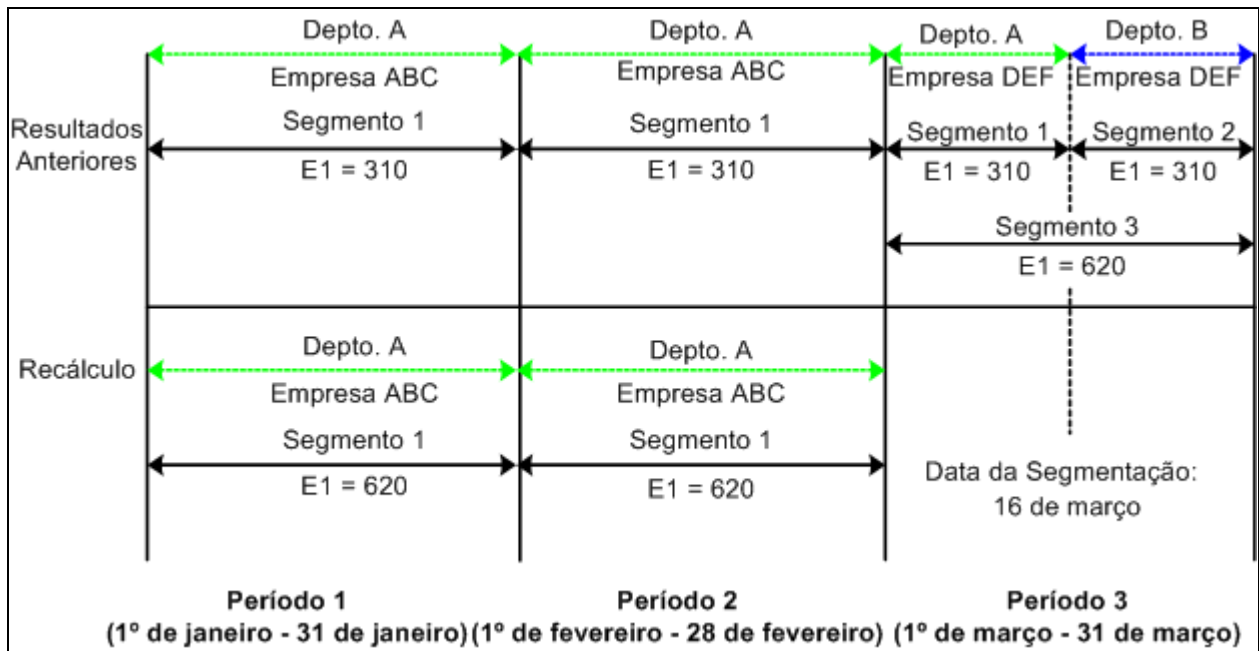 Depto. A
Depto. A
Depto. A
Depto. B
Empresa ABC
Empresa ABC
Empresa DEF
Empresa DEF
Resultados
Anteriores
Segmento 1
Segmento 1
Segmento 1
Segmento 2
E1 = 310
E1 = 310
E1 = 310
E1 = 310
Segmento 3
E1 = 620
Recálculo
Depto. A
Depto. A
Empresa ABC
Empresa ABC
Segmento 1
Segmento 1
E1 = 620
E1 = 620
Data da Segmentação:
16 de março
Período 1
(1º de janeiro - 31 de janeiro)
Período 2
(1º de fevereiro - 28 de fevereiro)
Período 3
(1º de março - 31 de março)